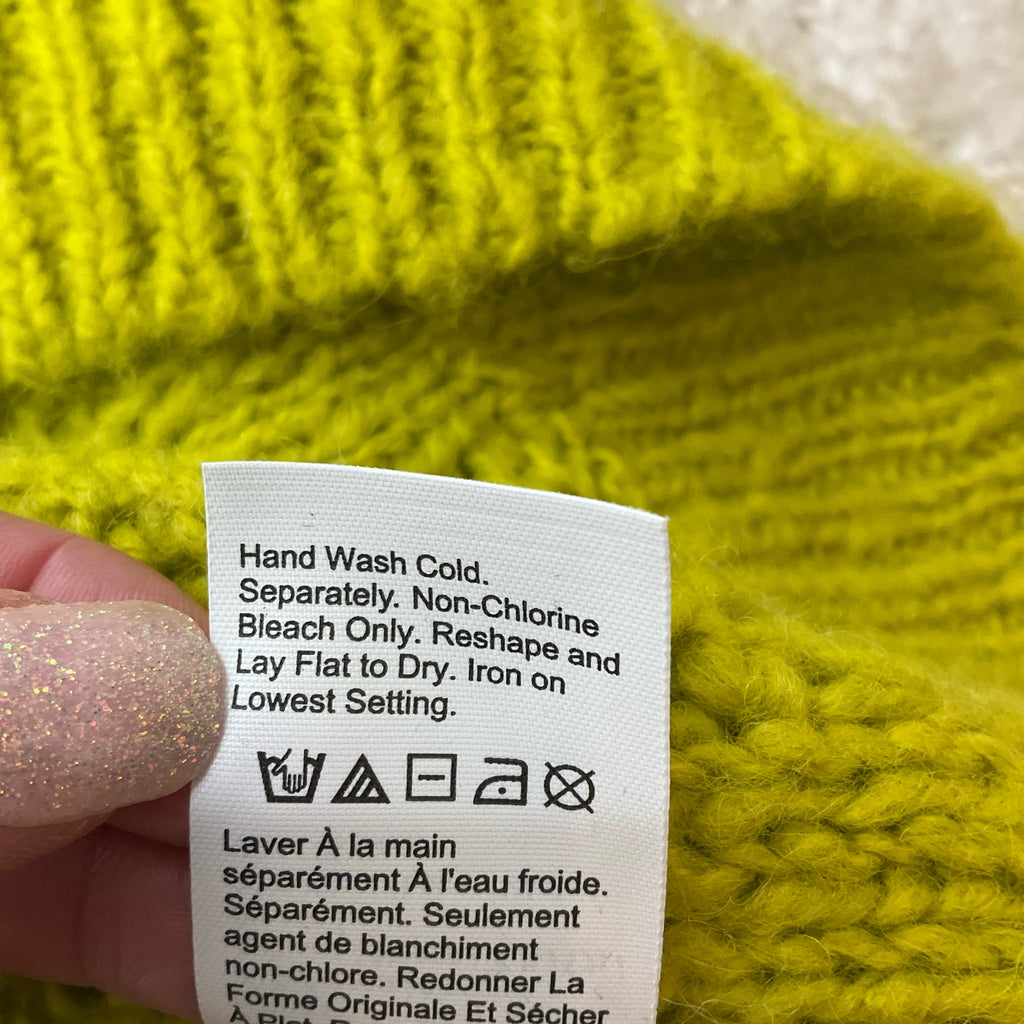 Hand Wash Cold.
Separately. Non-Chlorine
Bleach Only. Reshape and
Lay Flat to Dry. Iron on
Lowest Setting.
Laver À la main
séparément À l'eau froide.
Séparément. Seulement
agent de blanchiment
non-chlore. Redonner La
Forme Originale Et Sécher
À Plat.